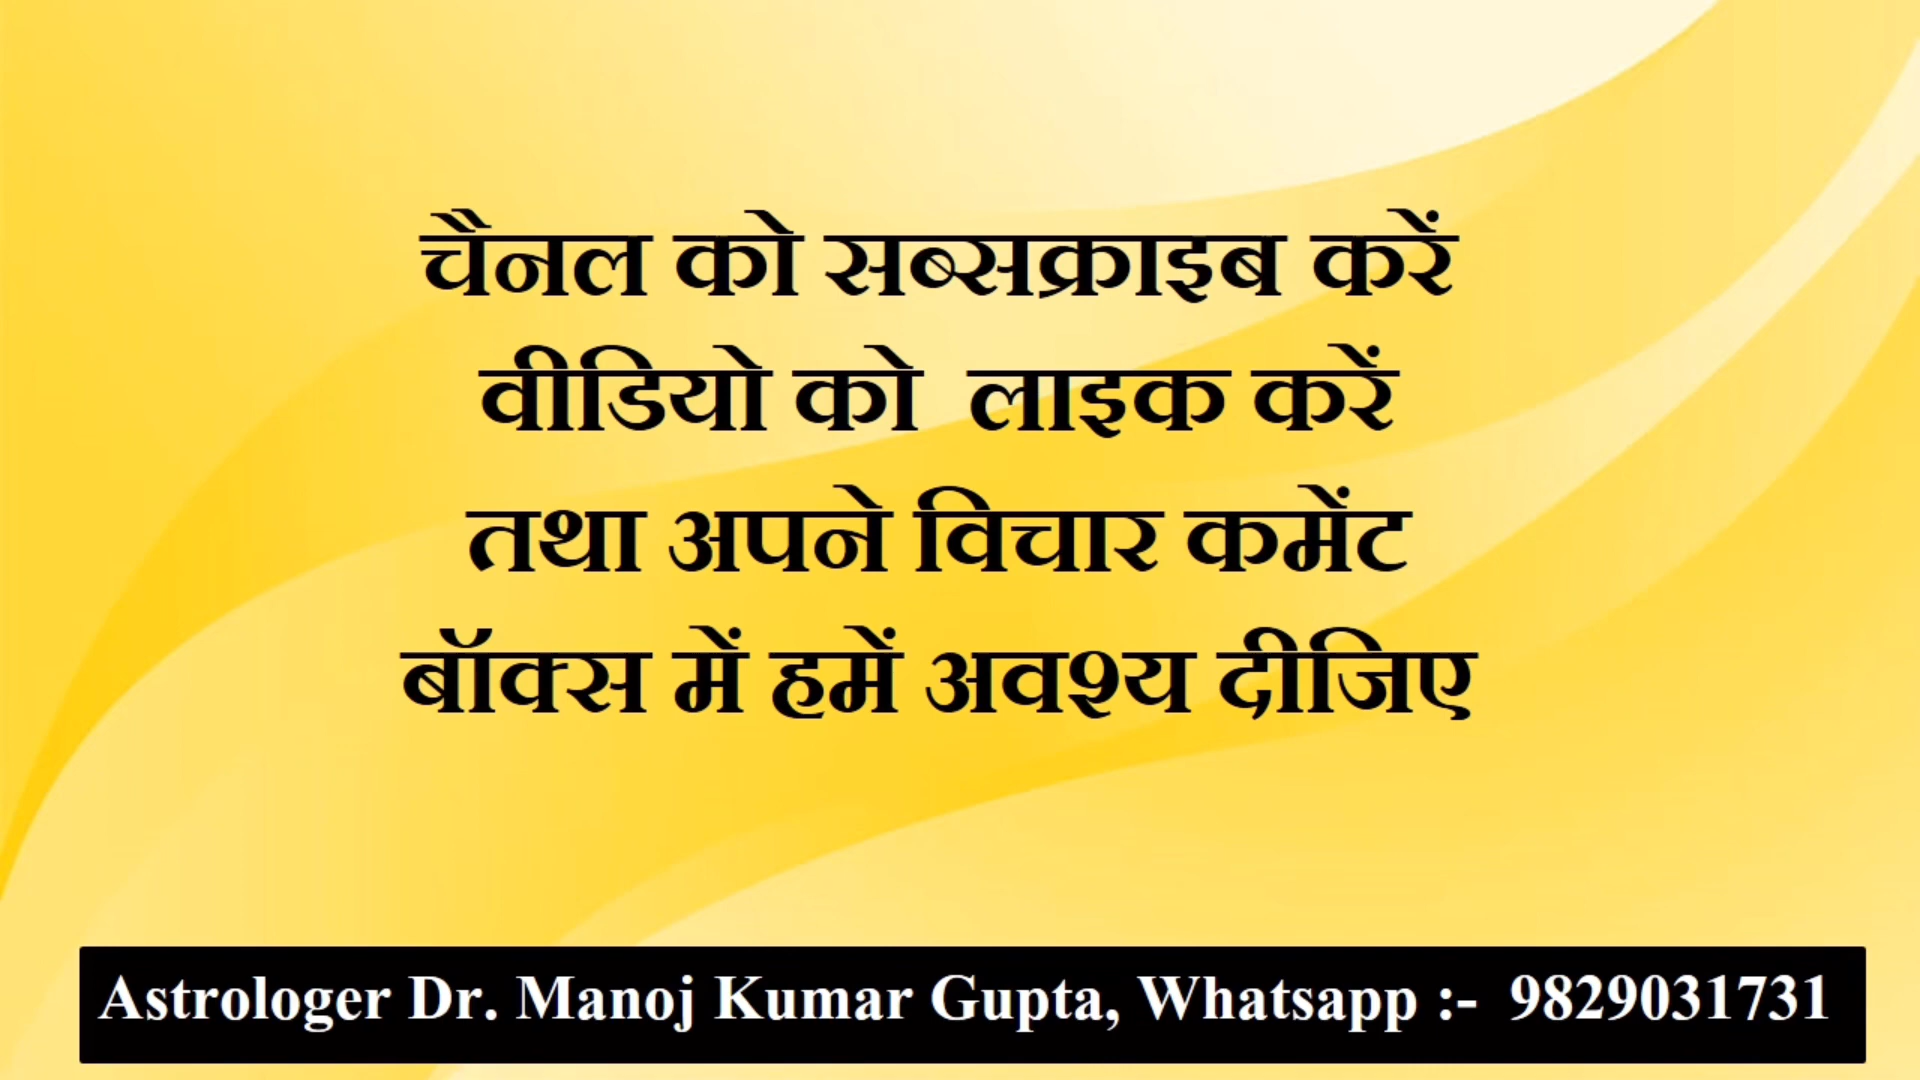 चैनल को सब्सक्राइब करें
वीडियो को लाइक करें
तथा अपने विचार कमेंट
बॉक्स में हमें अवश्य दीजिए
Astrologer Dr. Manoj Kumar Gupta, Whatsapp :- 9829031731